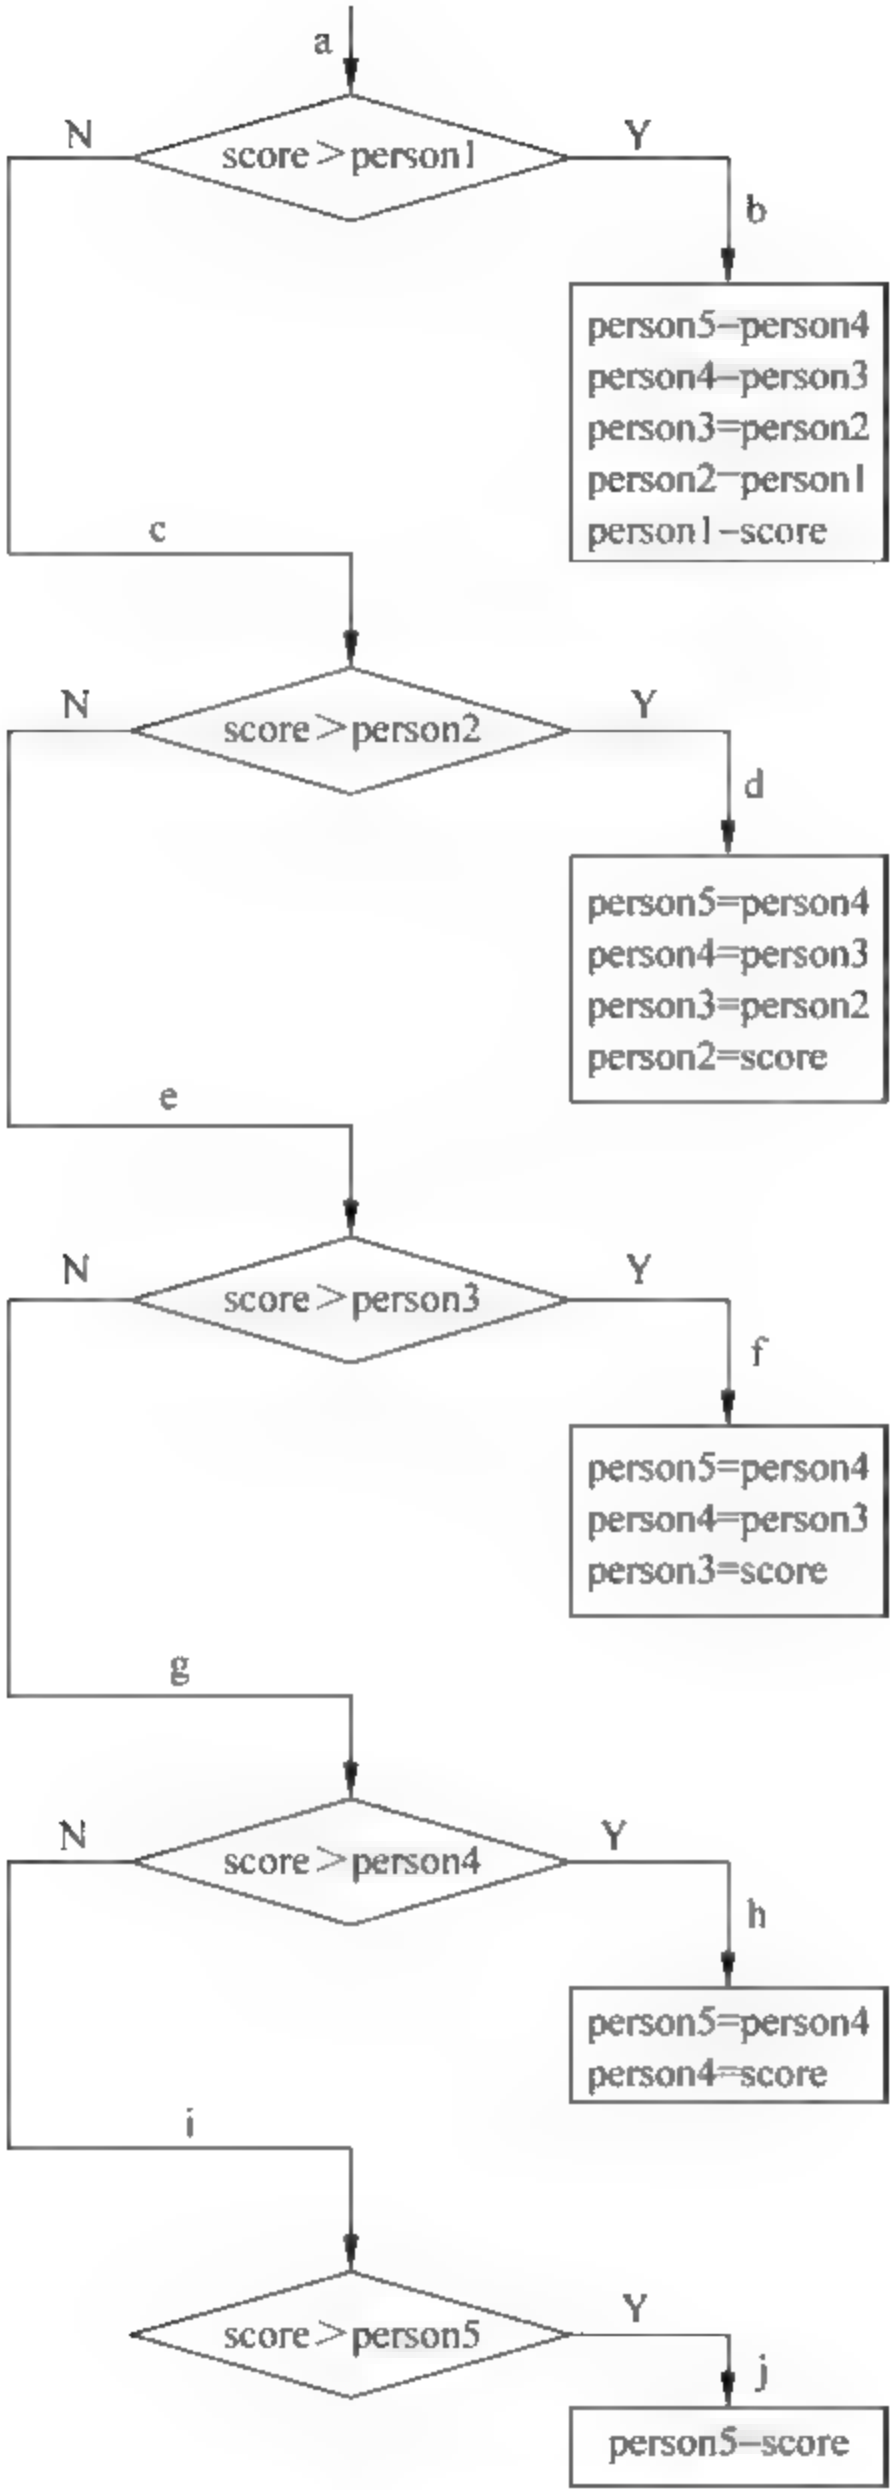 a
N
score>person1
Y
b
person5-person4
person4-person3
person3=person2
person2=person1
person1-score
c
N
score>person2
Y
d
person5=person4
person4=person3
person3=person2
person2=score
e
N
score>person3
Y
f
person5=person4
person4=person3
person3=score
g
N
score>person4
Y
h
person5=person4
person4=score
i
score>person5
Y
j
person5-score